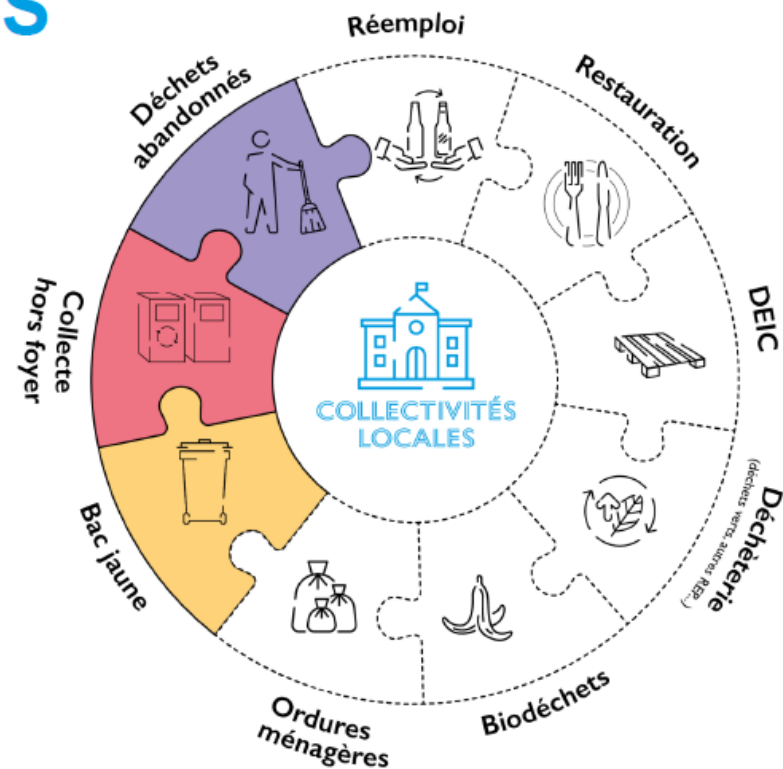 S
Réemploi
Restauration
DEIC
Déchèterie
(déchets verts, autres REP...)
Biodéchets
Ordures
ménagères
Bac jaune
Collecte
hors foyer
Déchets
abandonnés
COLLECTIVITÉS
LOCALES